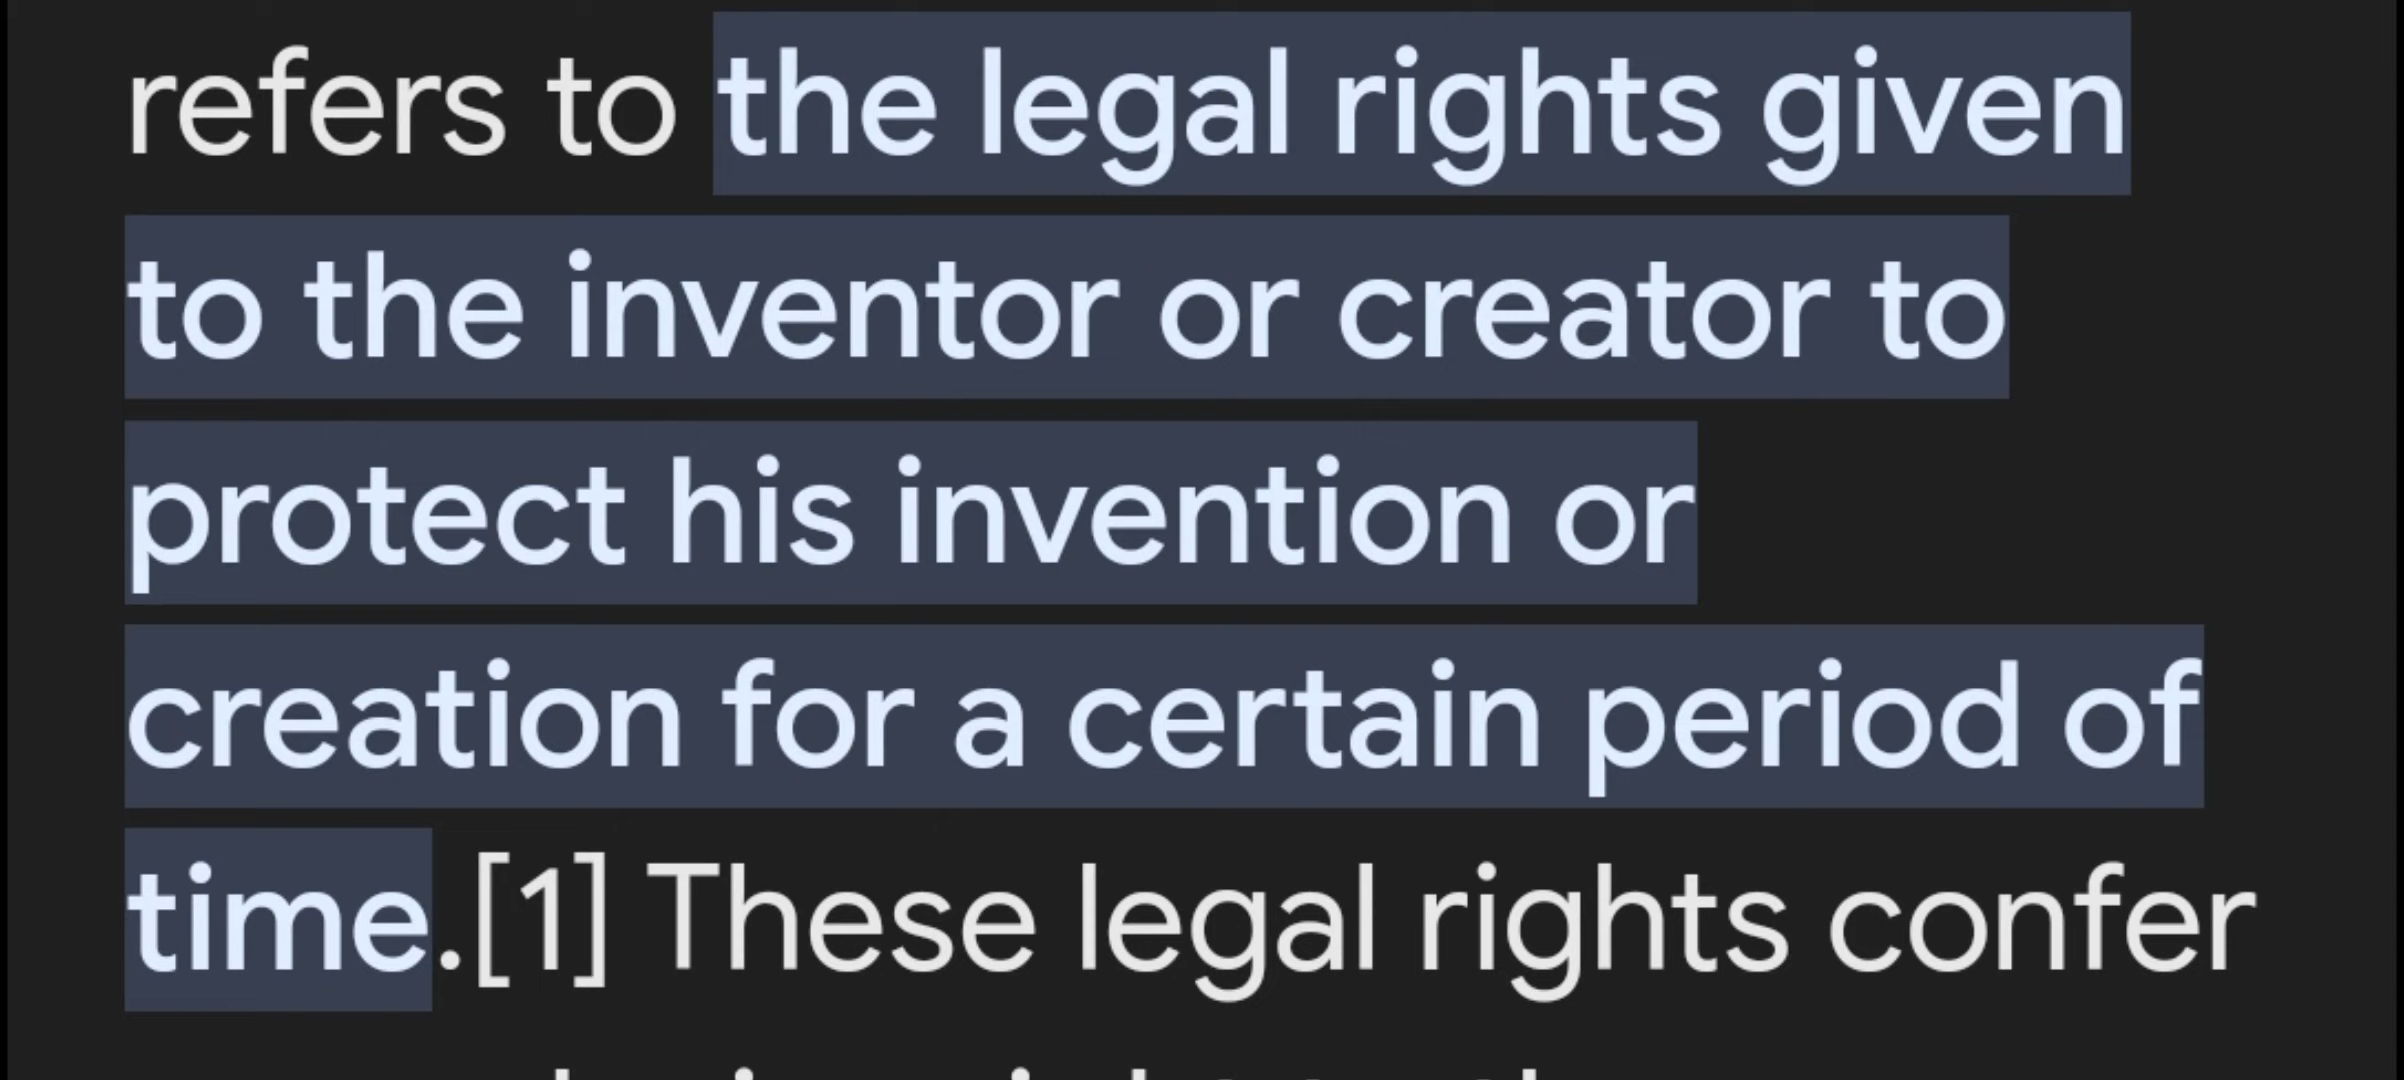 refers to the legal rights given
to the inventor or creator to
protect his invention or
creation for a certain period of
time.[1] These legal rights confer